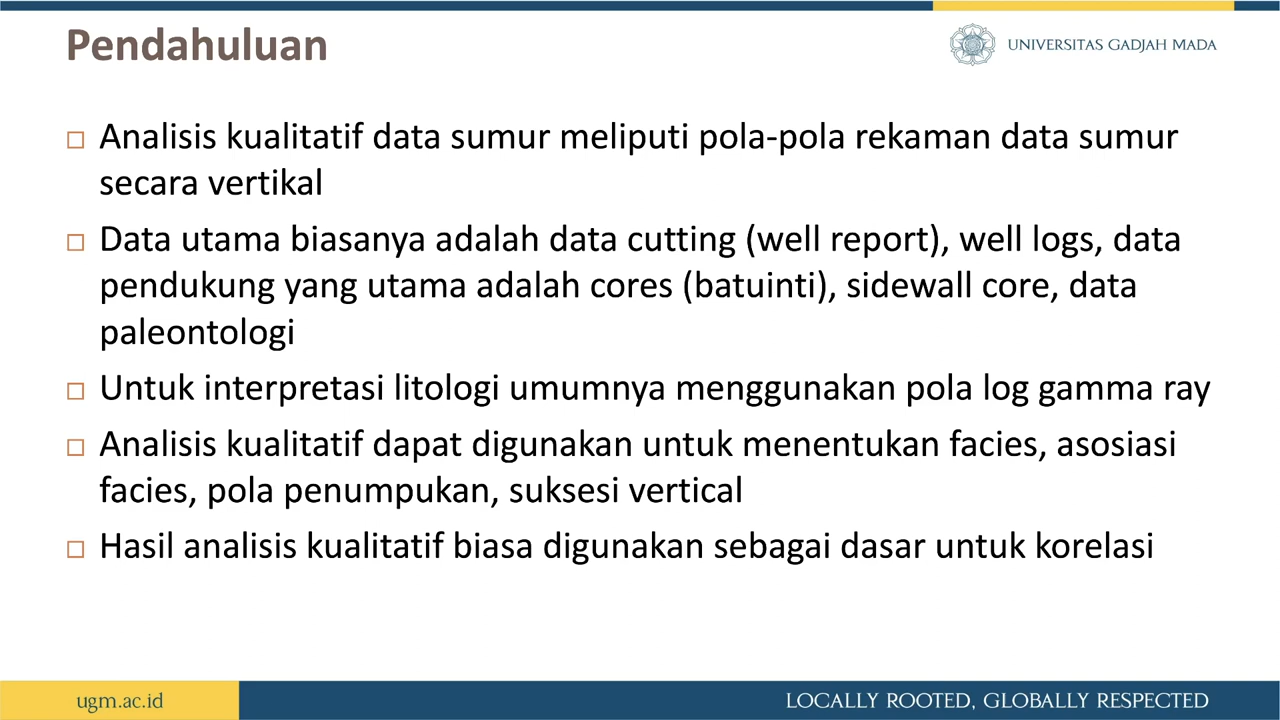 Pendahuluan
UNIVERSITAS GADJAH MADA
□ Analisis kualitatif data sumur meliputi pola-pola rekaman data sumur
secara vertikal
□ Data utama biasanya adalah data cutting (well report), well logs, data
pendukung yang utama adalah cores (batuinti), sidewall core, data
paleontologi
□ Untuk interpretasi litologi umumnya menggunakan pola log gamma ray
□ Analisis kualitatif dapat digunakan untuk menentukan facies, asosiasi
facies, pola penumpukan, suksesi vertical
□ Hasil analisis kualitatif biasa digunakan sebagai dasar untuk korelasi
ugm.ac.id
LOCALLY ROOTED, GLOBALLY RESPECTED